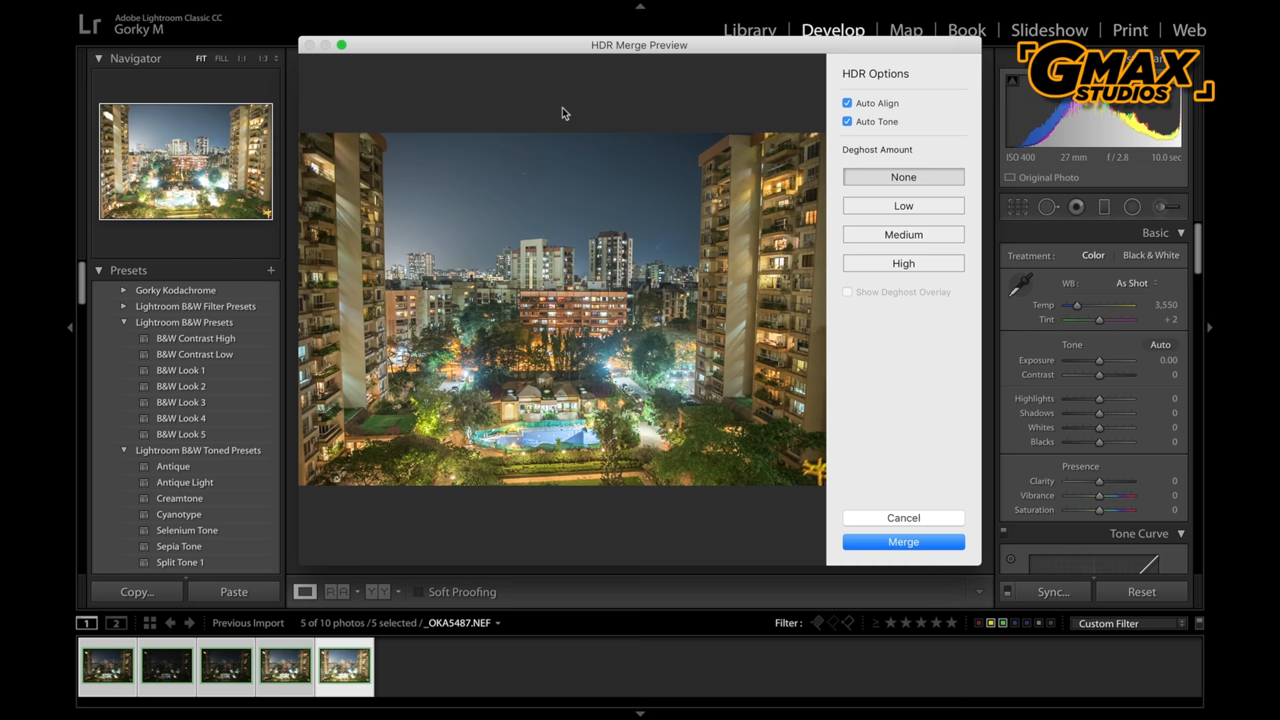 Lr
Adobe Lightroom Classic CC
Gorky M
Library | Develop | Map | Book | Slideshow | Print | Web
GMAX
STUDIOS
Navigator FIT FILL 1:1 1:3
HDR Merge Preview
HDR Options
Auto Align
Auto Tone
Deghost Amount
None
Low
Medium
High
Show Deghost Overlay
Cancel
Merge
Presets +
Gorky Kodachrome
Lightroom B&W Filter Presets
Lightroom B&W Presets
B&W Contrast High
B&W Contrast Low
B&W Look 1
B&W Look 2
B&W Look 3
B&W Look 4
B&W Look 5
Lightroom B&W Toned Presets
Antique
Antique Light
Creamtone
Cyanotype
Selenium Tone
Sepia Tone
Split Tone 1
Copy... Paste
ISO 400 27 mm f / 2.8 10.0 sec
Original Photo
Basic
Treatment : Color Black & White
WB : As Shot
Temp 3,550
Tint + 2
Tone Auto
Exposure 0.00
Contrast 0
Highlights 0
Shadows 0
Whites 0
Blacks 0
Presence
Clarity 0
Vibrance 0
Saturation 0
Tone Curve
Sync... Reset
RA YY Soft Proofing
1 2 Previous Import 5 of 10 photos /5 selected /_OKA5487.NEF Filter : ≥ ★★★★★ Custom Filter